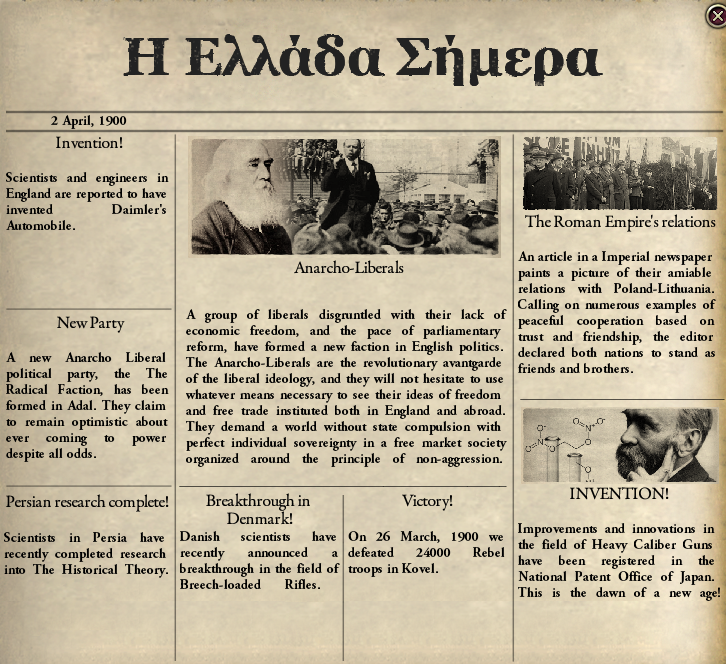 Η Ελλάδα Σήμερα
2 April, 1900
Invention!
Scientists and engineers in
England are reported to have
invented Daimler's
Automobile.
New Party
A new Anarcho Liberal
political party, the The
Radical Faction, has been
formed in Adal. They claim
to remain optimistic about
ever coming to power
despite all odds.
Persian research complete!
Scientists in Persia have
recently completed research
into The Historical Theory.
Anarcho-Liberals
A group of liberals disgruntled with their lack of
economic freedom, and the pace of parliamentary
reform, have formed a new faction in English politics.
The Anarcho-Liberals are the revolutionary avantgarde
of the liberal ideology, and they will not hesitate to use
whatever means necessary to see their ideas of freedom
and free trade instituted both in England and abroad.
They demand a world without state compulsion with
perfect individual sovereignty in a free market society
organized around the principle of non-aggression.
Breakthrough in
Denmark!
Danish scientists have
recently announced a
breakthrough in the field of
Breech-loaded Rifles.
Victory!
On 26 March, 1900 we
defeated 24000 Rebel
troops in Kovel.
The Roman Empire's relations
An article in a Imperial newspaper
paints a picture of their amiable
relations with Poland-Lithuania.
Calling on numerous examples of
peaceful cooperation based on
trust and friendship, the editor
declared both nations to stand as
friends and brothers.
INVENTION!
Improvements and innovations in
the field of Heavy Caliber Guns
have been registered in the
National Patent Office of Japan.
This is the dawn of a new age!